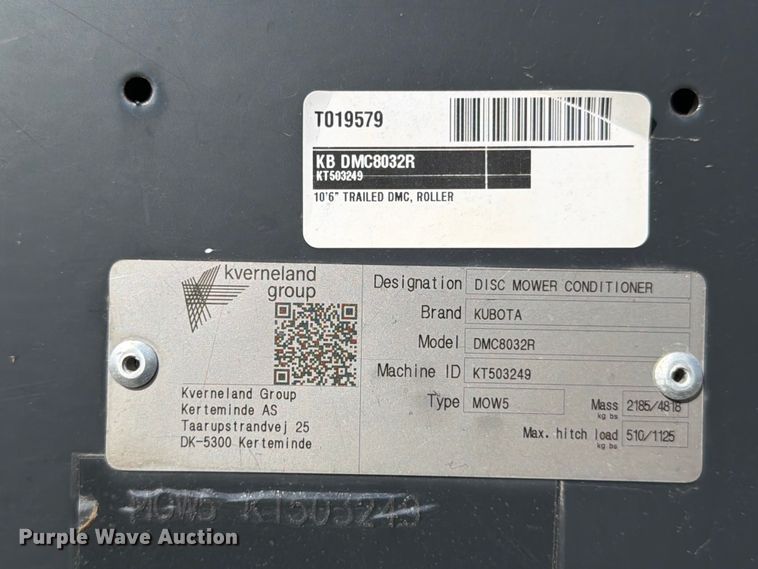 T019579
KB DMC8032R
KT503249
10'6" TRAILED DMC, ROLLER
kverneland
group
Kverneland Group
Kerteminde AS
Taarupstrandvej 25
DK-5300 Kerteminde
Designation DISC MOWER CONDITIONER
Brand KUBOTA
Model DMC8032R
Machine ID KT503249
Type MOW5 Mass kg lbs 2185/4818
Max. hitch load kg lbs 510/1125
MOW5 KT503249
Purple Wave Auction